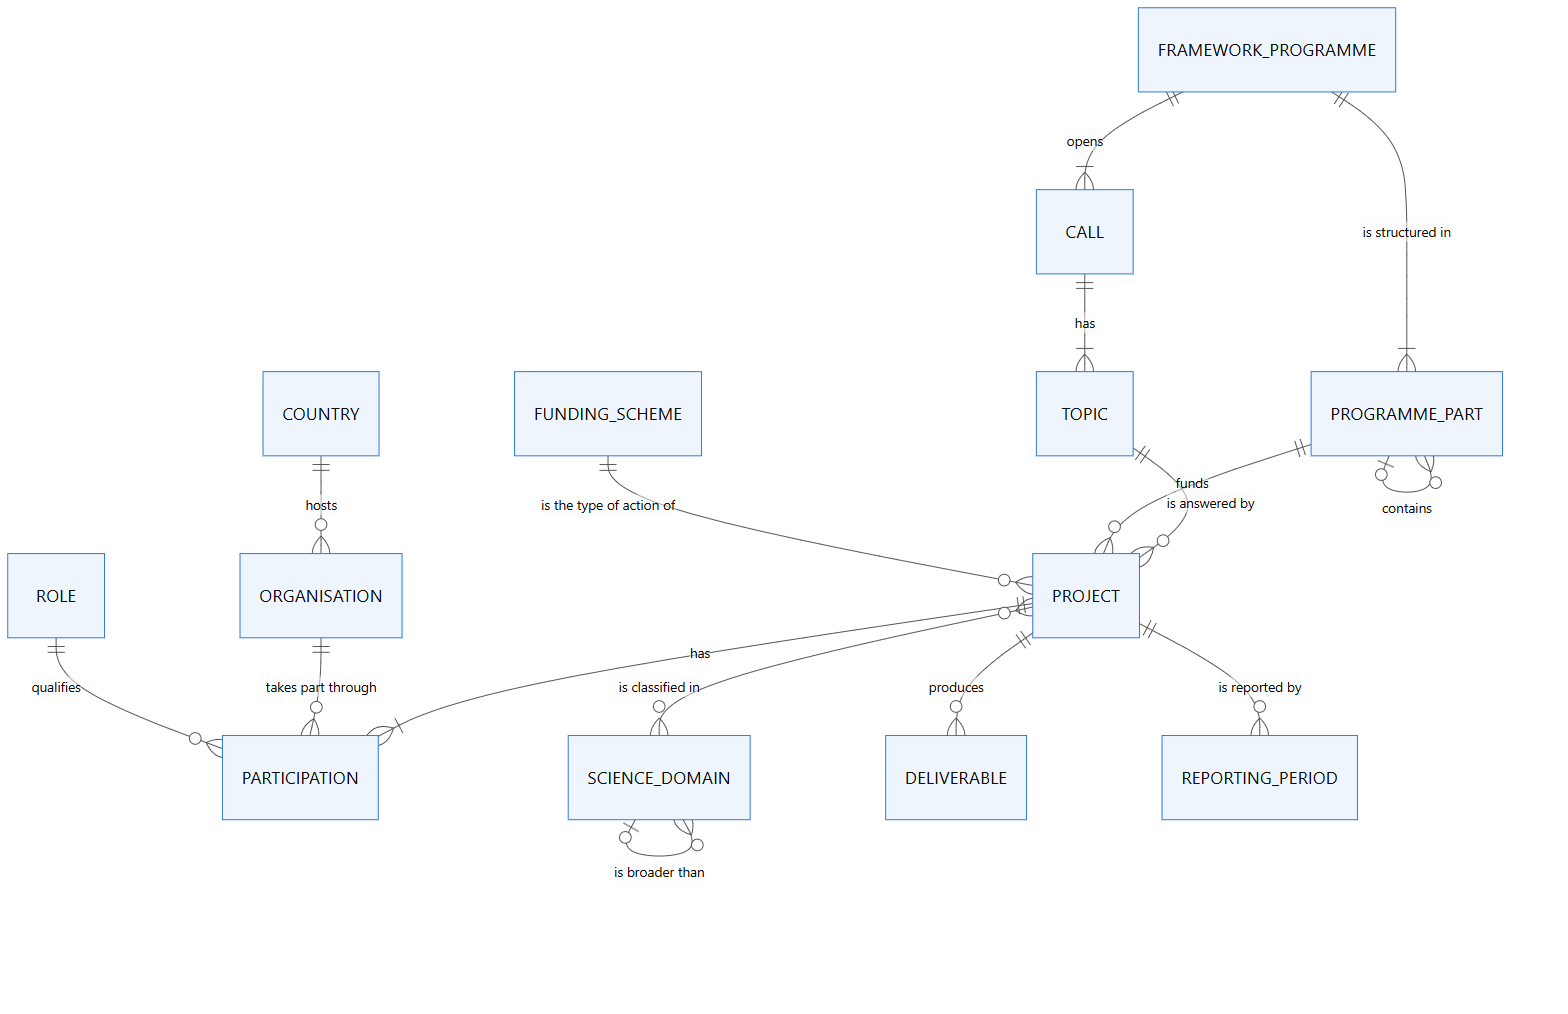 FRAMEWORK_PROGRAMME
opens
CALL
is structured in
has
COUNTRY
FUNDING_SCHEME
TOPIC
PROGRAMME_PART
funds
hosts
is the type of action of
is answered by
contains
ROLE
ORGANISATION
PROJECT
has
qualifies
takes part through
is classified in
produces
is reported by
PARTICIPATION
SCIENCE_DOMAIN
DELIVERABLE
REPORTING_PERIOD
is broader than